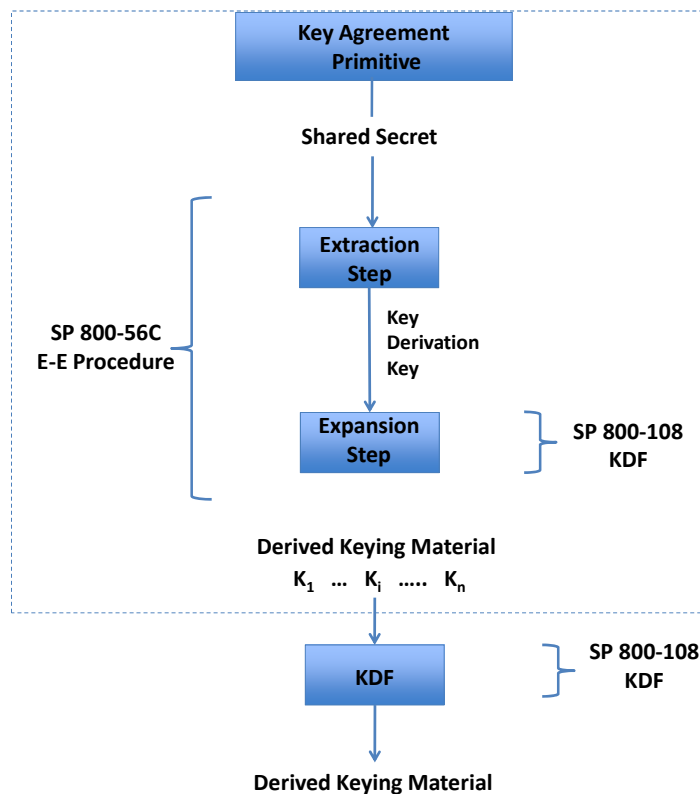 Key Agreement
Primitive
Shared Secret
Extraction
Step
Key
Derivation
Key
SP 800-56C
E-E Procedure
Expansion
Step
SP 800-108
KDF
Derived Keying Material
K1 … Ki ….. Kn
KDF
SP 800-108
KDF
Derived Keying Material